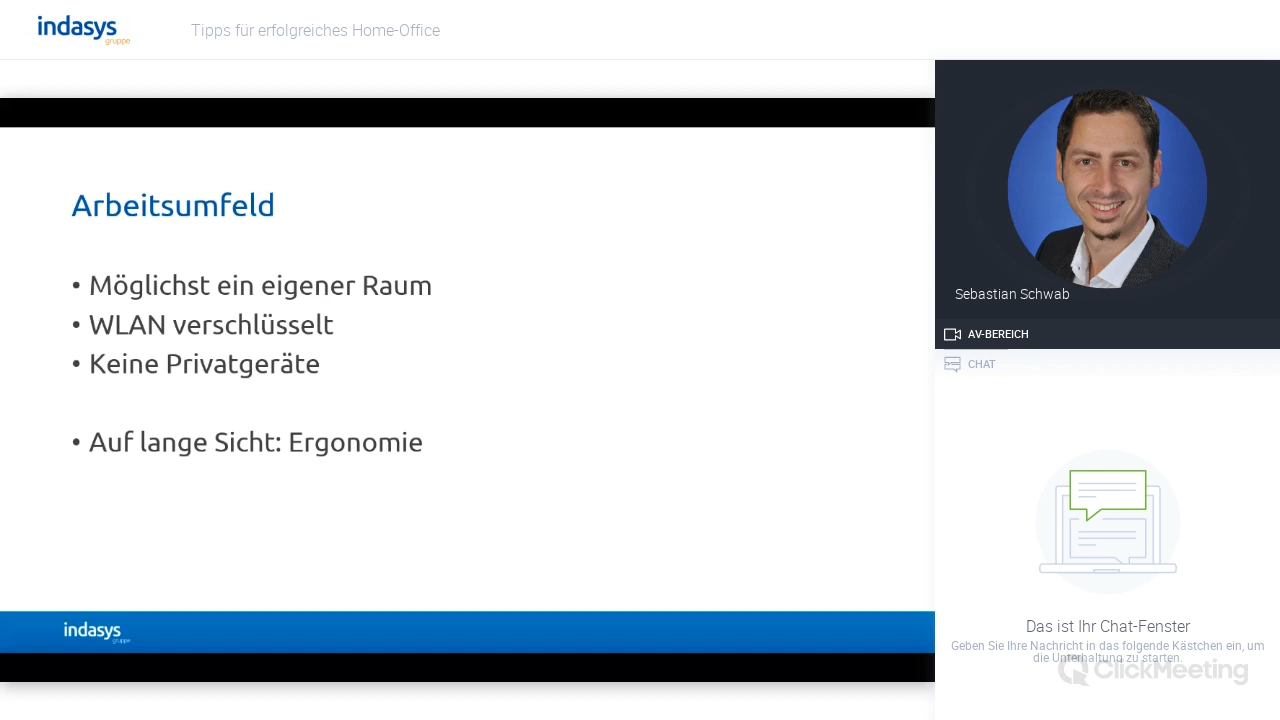 indasys
gruppe
Tipps für erfolgreiches Home-Office
Arbeitsumfeld
• Möglichst ein eigener Raum
• WLAN verschlüsselt
• Keine Privatgeräte
• Auf lange Sicht: Ergonomie
indasys
gruppe
Sebastian Schwab
AV-BEREICH
CHAT
Das ist Ihr Chat-Fenster
Geben Sie Ihre Nachricht in das folgende Kästchen ein, um
die Unterhaltung zu starten.
ClickMeeting